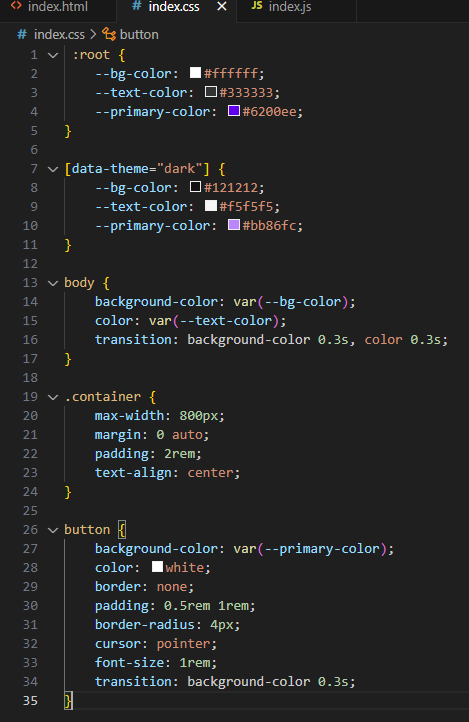 index.html
index.css
JS index.js
index.css > button
1 :root {
2 --bg-color: #ffffff;
3 --text-color: #333333;
4 --primary-color: #6200ee;
5 }
6
7 [data-theme="dark"] {
8 --bg-color: #121212;
9 --text-color: #f5f5f5;
10 --primary-color: #bb86fc;
11 }
12
13 body {
14 background-color: var(--bg-color);
15 color: var(--text-color);
16 transition: background-color 0.3s, color 0.3s;
17 }
18
19 .container {
20 max-width: 800px;
21 margin: 0 auto;
22 padding: 2rem;
23 text-align: center;
24 }
25
26 button {
27 background-color: var(--primary-color);
28 color: white;
29 border: none;
30 padding: 0.5rem 1rem;
31 border-radius: 4px;
32 cursor: pointer;
33 font-size: 1rem;
34 transition: background-color 0.3s;
35 }